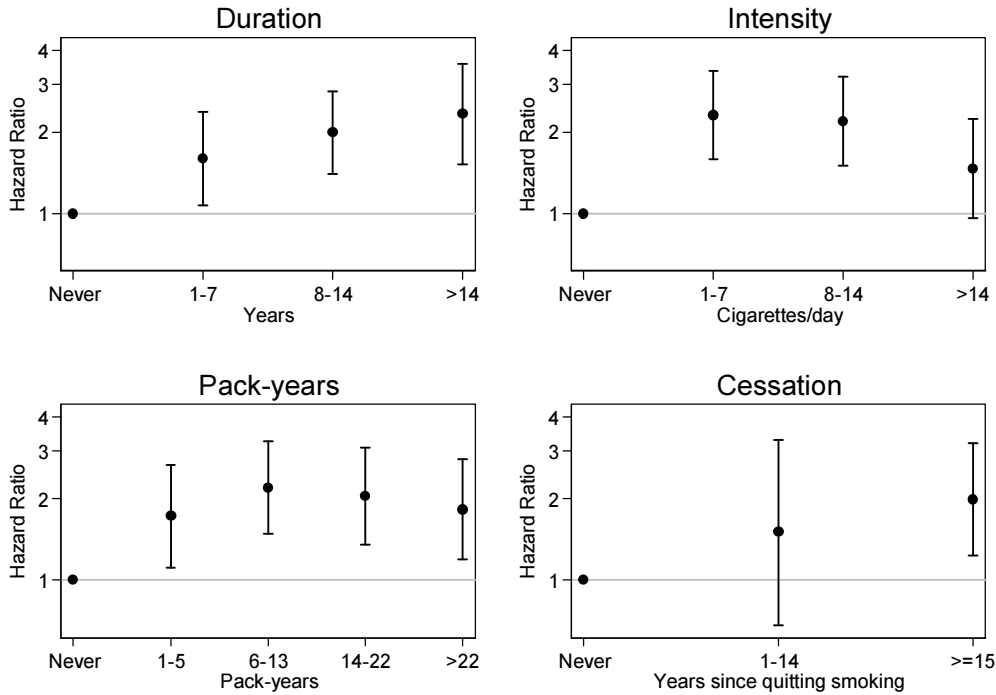 Duration
Hazard Ratio
4
3
2
1
Never 1-7 8-14 >14
Years
Intensity
Hazard Ratio
4
3
2
1
Never 1-7 8-14 >14
Cigarettes/day
Pack-years
Hazard Ratio
4
3
2
1
Never 1-5 6-13 14-22 >22
Pack-years
Cessation
Hazard Ratio
4
3
2
1
Never 1-14 >=15
Years since quitting smoking